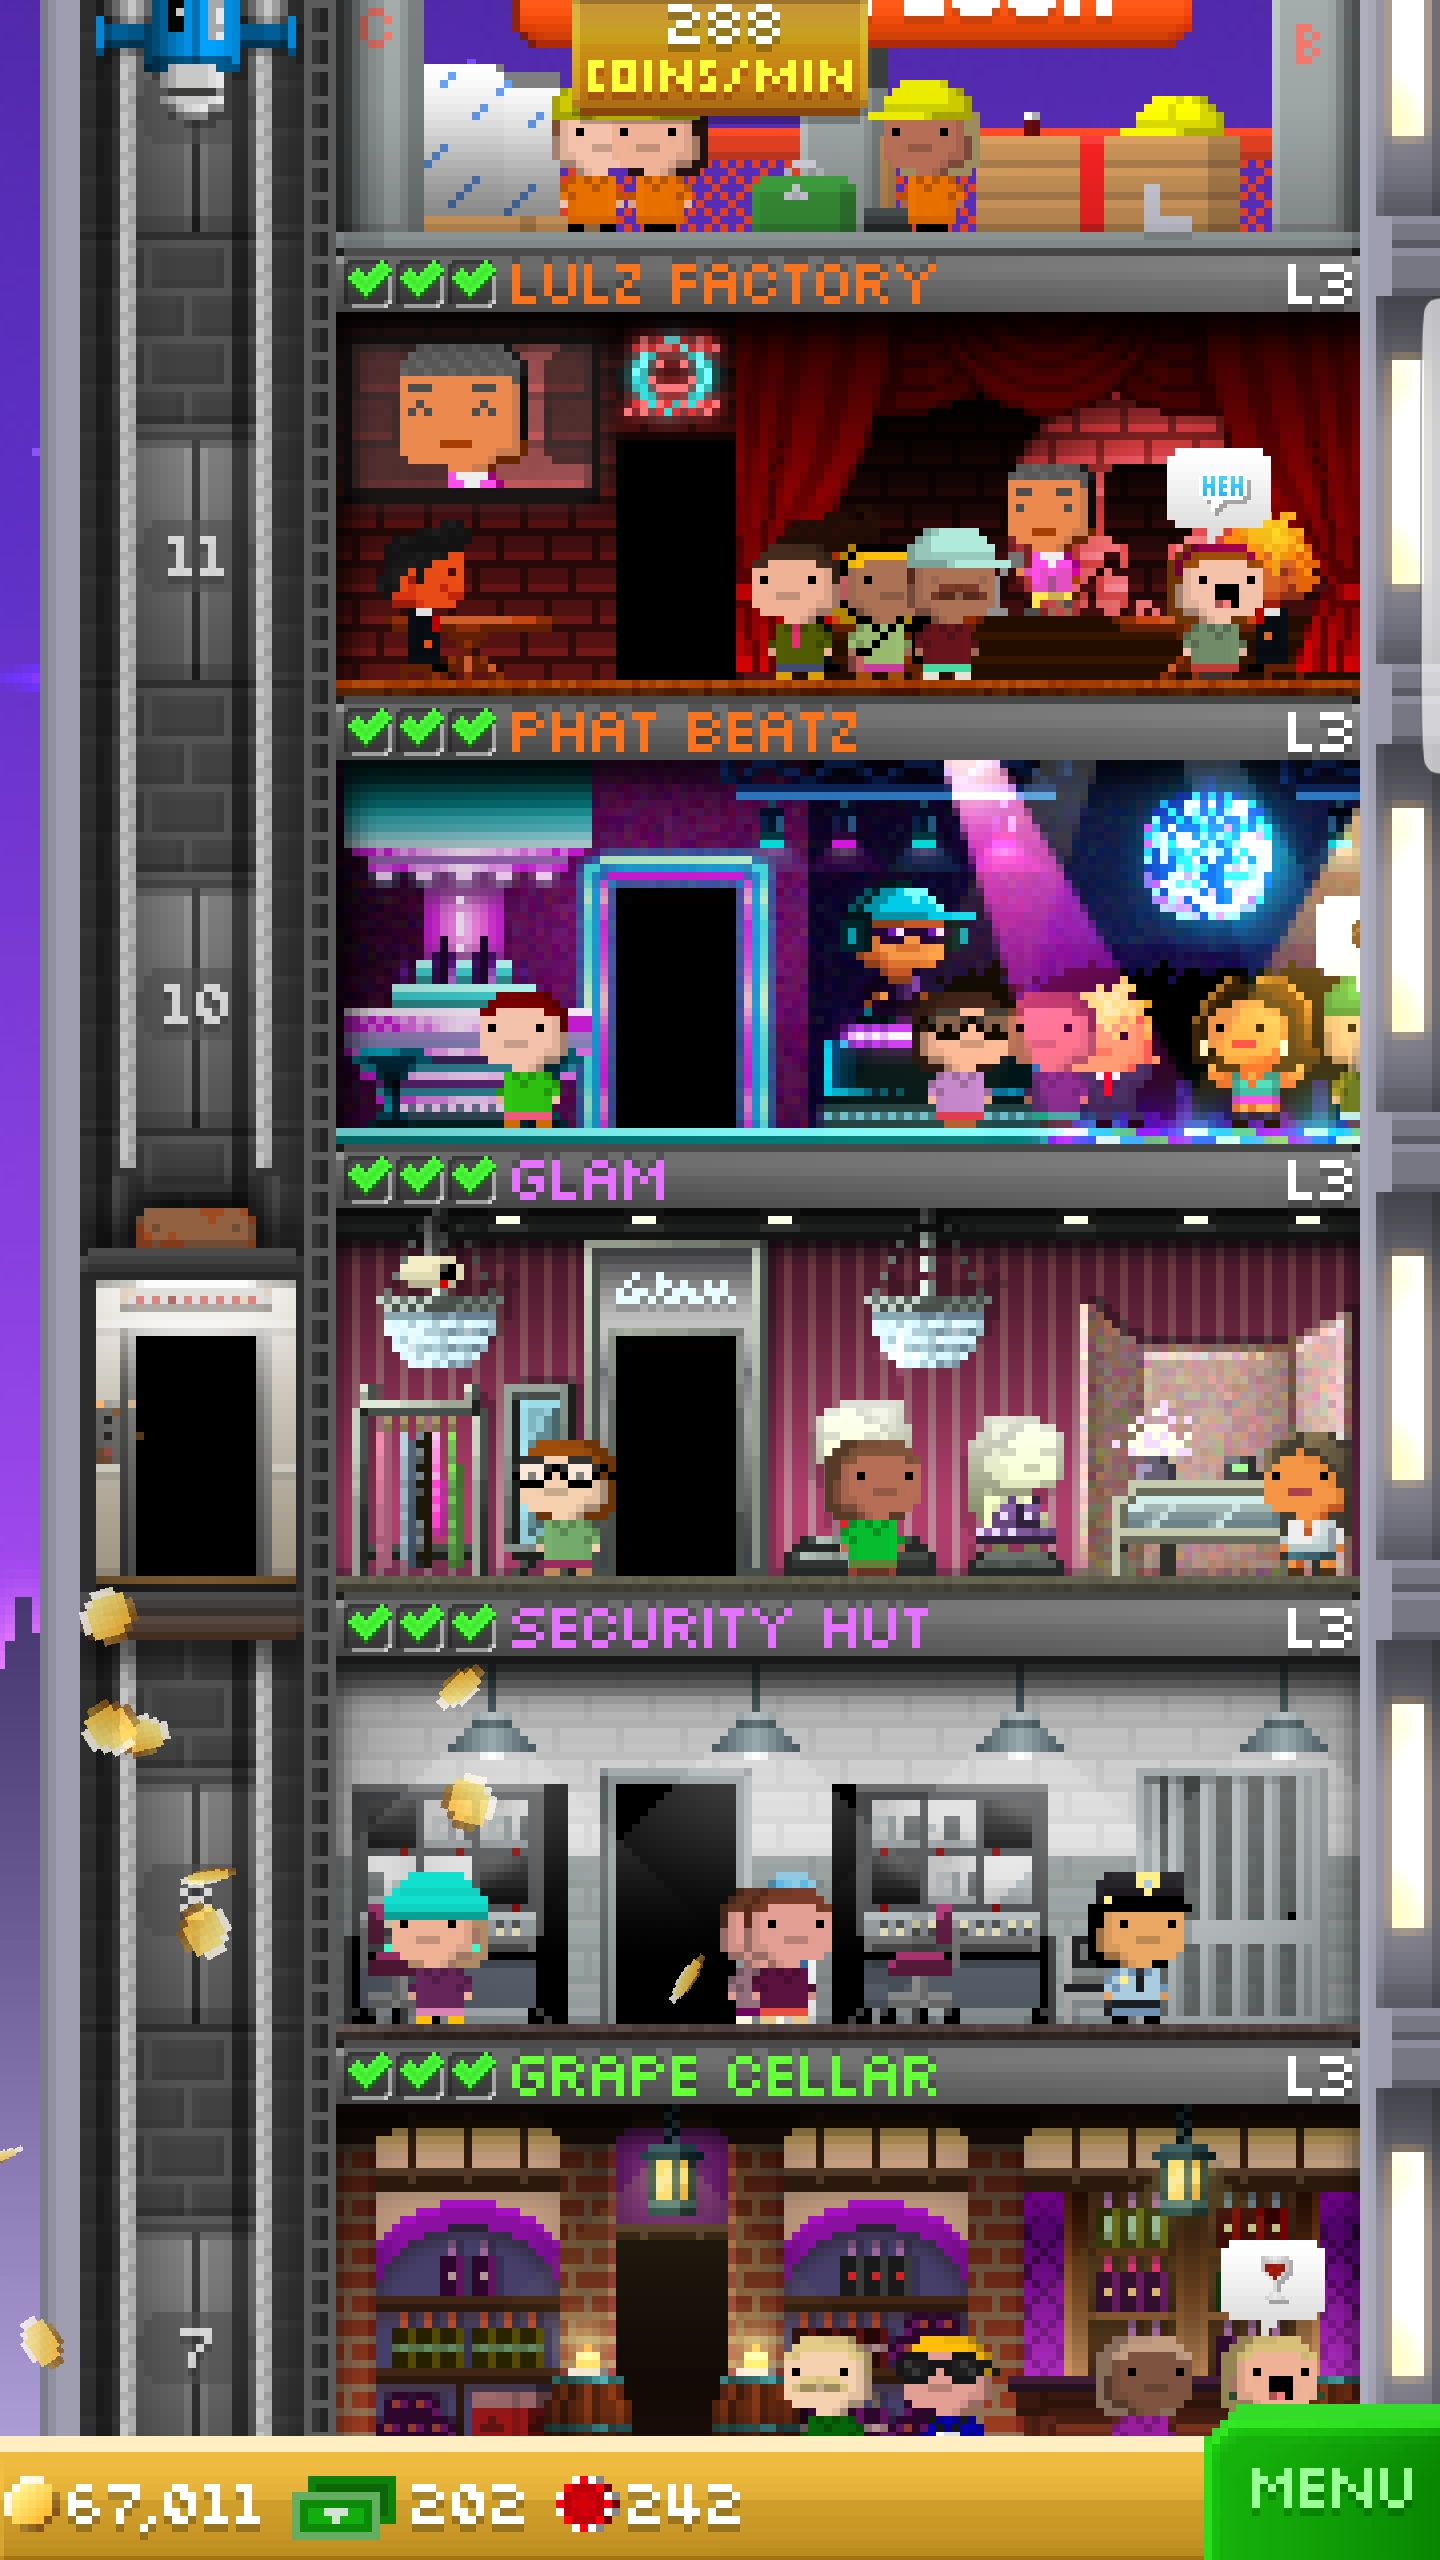 C
288
COINS/MIN
B
LULZ FACTORY
L3
HEH
11
PHAT BEATZ
L3
10
GLAM
L3
Glam
SECURITY HUT
L3
GRAPE CELLAR
L3
7
67,011
202
242
MENU